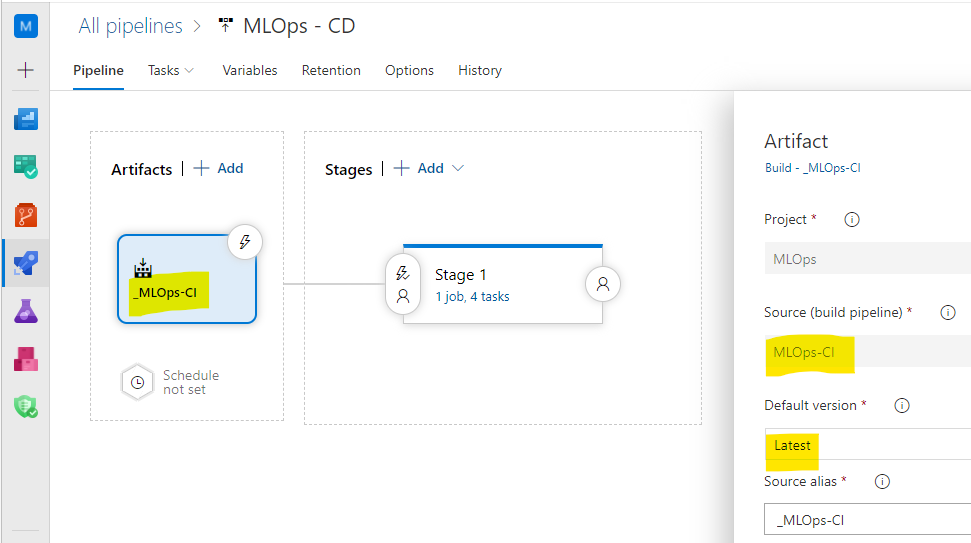 M
All pipelines > MLOps - CD
Pipeline Tasks Variables Retention Options History
Artifacts | + Add
Stages | + Add
_MLOps-CI
Schedule
not set
Stage 1
1 job, 4 tasks
Artifact
Build - _MLOps-CI
Project *
MLOps
Source (build pipeline) *
MLOps-CI
Default version *
Latest
Source alias *
_MLOps-CI